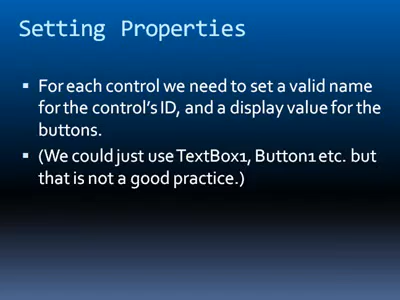 Setting Properties
▪ For each control we need to set a valid name
for the control's ID, and a display value for the
buttons.
▪ (We could just use TextBox1, Button1 etc. but
that is not a good practice.)